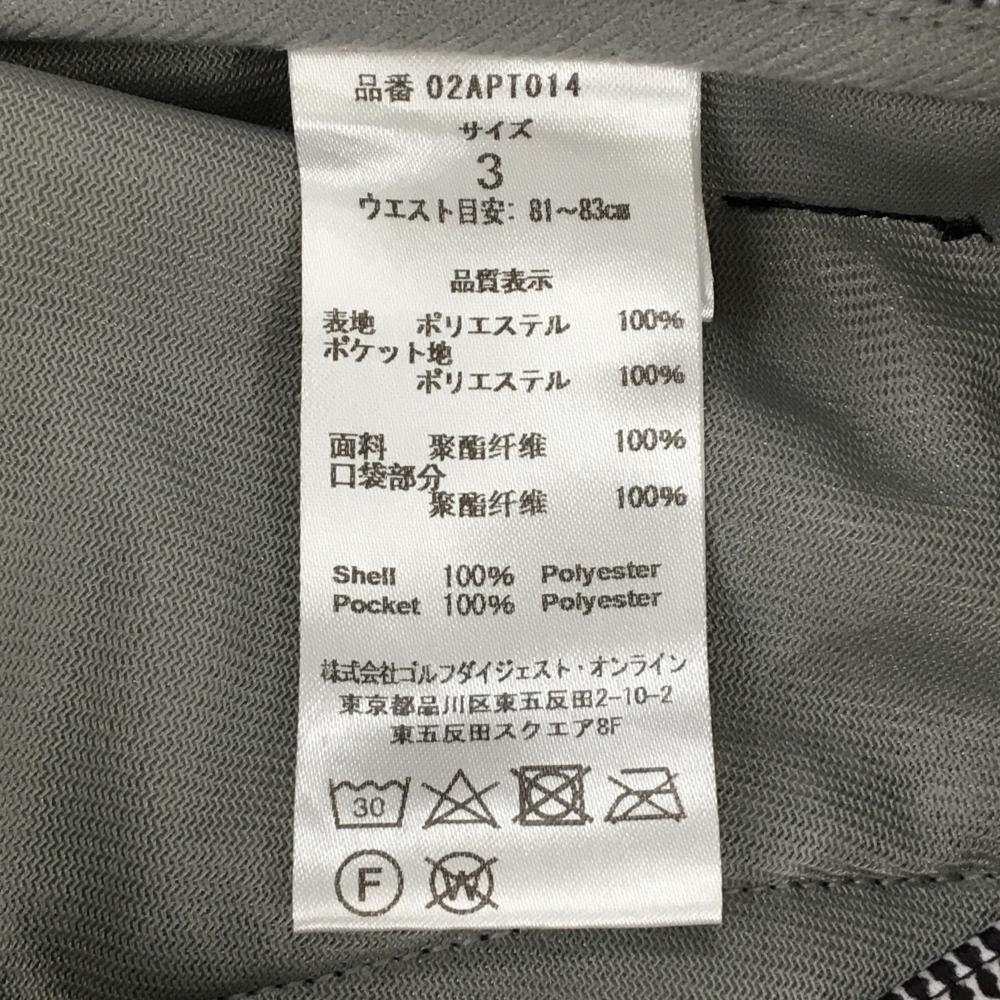 品番 02APT014
サイズ
3
ウエスト目安: 81～83㎝
品質表示
表地 ポリエステル 100%
ポケット地
ポリエステル 100%
面料 聚酯纤维 100%
口袋部分
聚酯纤维 100%
Shell 100% Polyester
Pocket 100% Polyester
株式会社ゴルフダイジェスト・オンライン
東京都品川区東五反田2-10-2
東五反田スクエア8F
30
F W